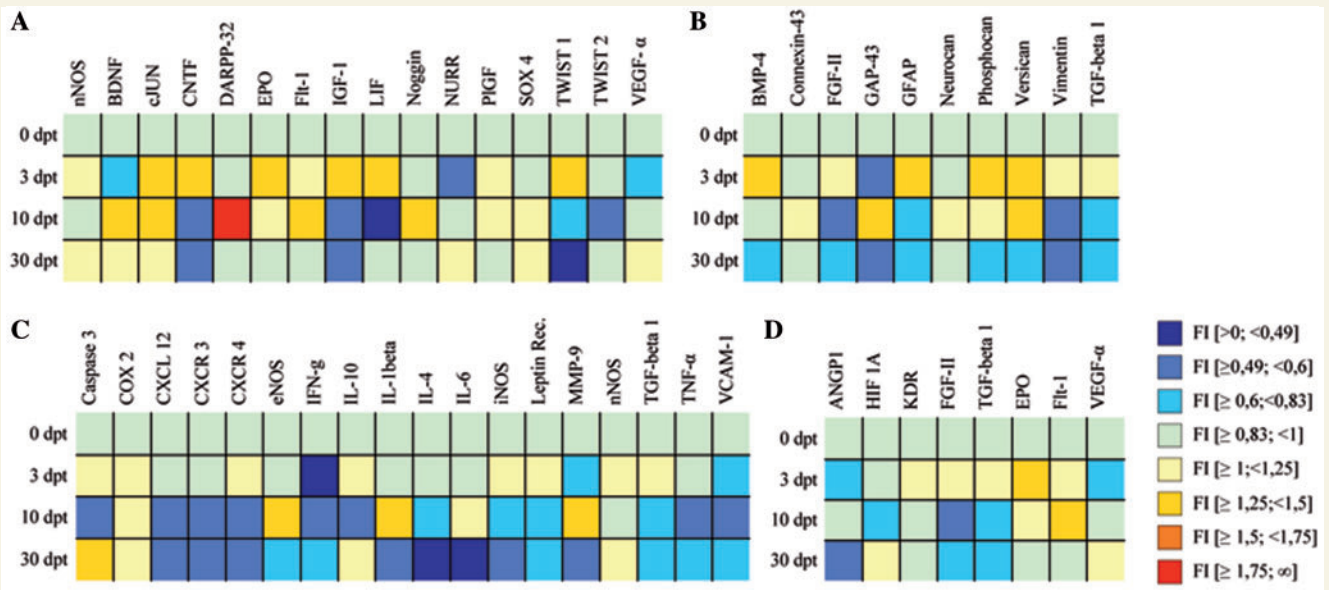 A
nNOS
BDNF
cJUN
CNTF
DARPP-32
EPO
Flt-1
IGF-1
LIF
Noggin
NURR
PIGF
SOX 4
TWIST 1
TWIST 2
VEGF- α
0 dpt
3 dpt
10 dpt
30 dpt
B
BMP-4
Connexin-43
FGF-II
GAP-43
GFAP
Neurocan
Phosphocan
Versican
Vimentin
TGF-beta 1
0 dpt
3 dpt
10 dpt
30 dpt
C
Caspase 3
COX 2
CXCL 12
CXCR 3
CXCR 4
eNOS
IFN-g
IL-10
IL-1beta
IL-4
IL-6
iNOS
Leptin Rec.
MMP-9
nNOS
TGF-beta 1
TNF-α
VCAM-1
0 dpt
3 dpt
10 dpt
30 dpt
D
ANGP1
HIF 1A
KDR
FGF-II
TGF-beta 1
EPO
Flt-1
VEGF-α
0 dpt
3 dpt
10 dpt
30 dpt
FI [>0; <0,49]
FI [≥0,49; <0,6]
FI [≥ 0,6;<0,83]
FI [≥ 0,83; <1]
FI [≥ 1;<1,25]
FI [≥ 1,25;<1,5]
FI [≥ 1,5; <1,75]
FI [≥ 1,75; ∞]